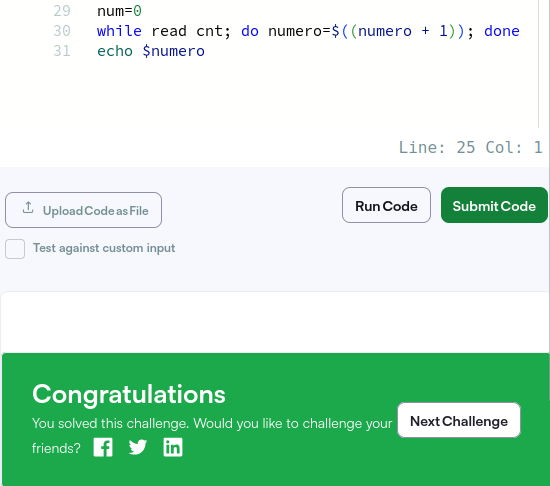 29 num=0
30 while read cnt; do numero=$((numero + 1)); done
31 echo $numero
Line: 25 Col: 1
Upload Code as File
Run Code
Submit Code
Test against custom input
Congratulations
You solved this challenge. Would you like to challenge your
friends?
Next Challenge